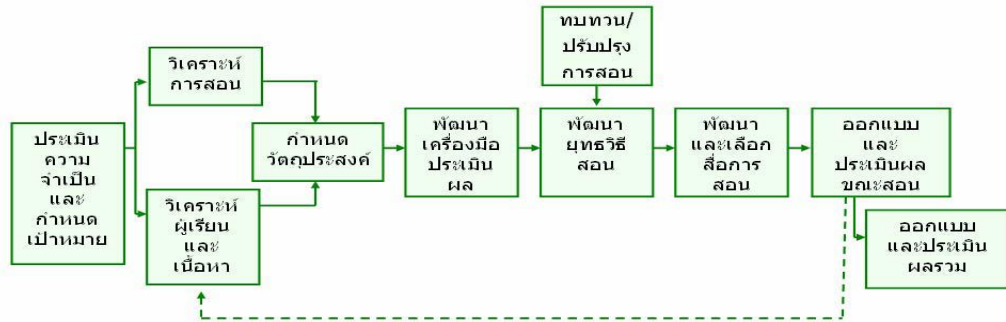 ประเมิน
ความ
จำเป็น
และ
กำหนด
เป้าหมาย
วิเคราะห์
การสอน
วิเคราะห์
ผู้เรียน
และ
เนื้อหา
กำหนด
วัตถุประสงค์
พัฒนา
เครื่องมือ
ประเมิน
ผล
ทบทวน/
ปรับปรุง
การสอน
พัฒนา
ยุทธวิธี
สอน
พัฒนา
และเลือก
สื่อการ
สอน
ออกแบบ
และ
ประเมินผล
ขณะสอน
ออกแบบ
และประเมิน
ผลรวม